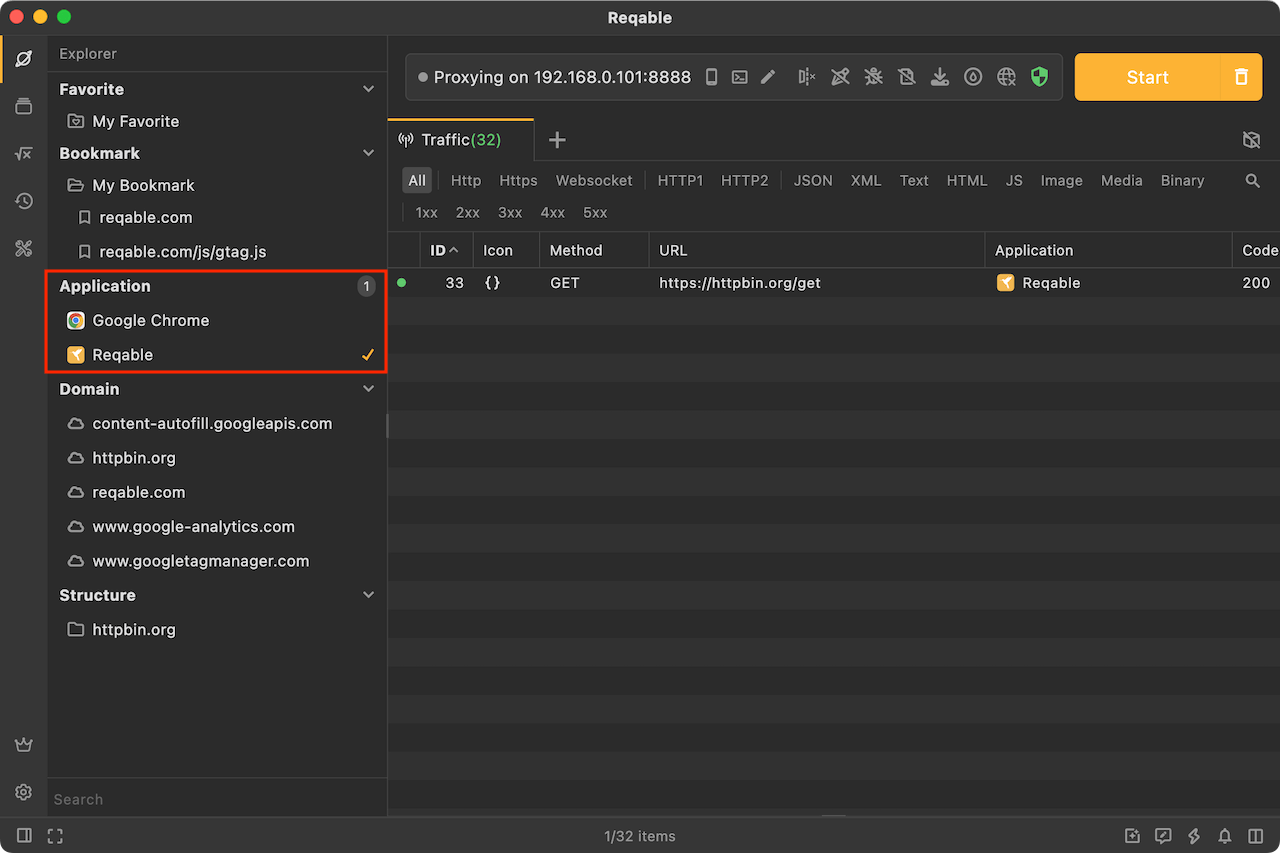 Reqable
Explorer
Favorite
My Favorite
Bookmark
My Bookmark
reqable.com
reqable.com/js/gtag.js
Application 1
Google Chrome
Reqable
Domain
content-autofill.googleapis.com
httpbin.org
reqable.com
www.google-analytics.com
www.googletagmanager.com
Structure
httpbin.org
Search
Proxying on 192.168.0.101:8888
Start
Traffic(32)
All Http Https Websocket HTTP1 HTTP2 JSON XML Text HTML JS Image Media Binary
1xx 2xx 3xx 4xx 5xx
ID Icon Method URL Application Code
33 {} GET https://httpbin.org/get Reqable 200
1/32 items